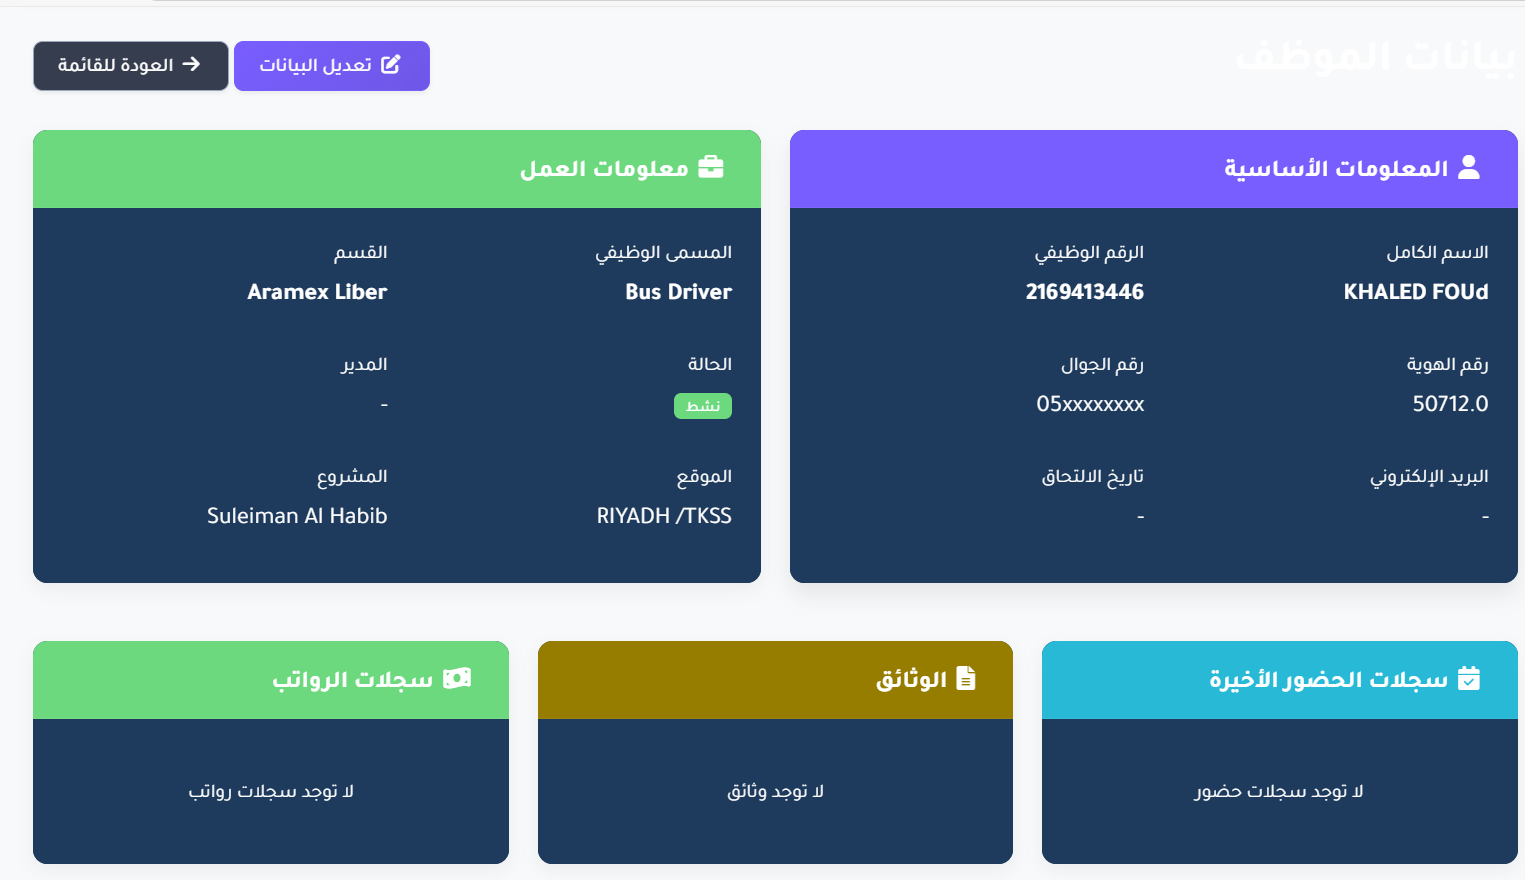 بيانات الموظف
تعديل البيانات
العودة للقائمة
المعلومات الأساسية
الاسم الكامل
KHALED FOUd
الرقم الوظيفي
2169413446
رقم الهوية
50712.0
رقم الجوال
05xxxxxxxx
البريد الإلكتروني
-
تاريخ الالتحاق
-
معلومات العمل
المسمى الوظيفي
Bus Driver
القسم
Aramex Liber
الحالة
نشط
المدير
-
الموقع
RIYADH /TKSS
المشروع
Suleiman Al Habib
سجلات الحضور الأخيرة
لا توجد سجلات حضور
الوثائق
لا توجد وثائق
سجلات الرواتب
لا توجد سجلات رواتب